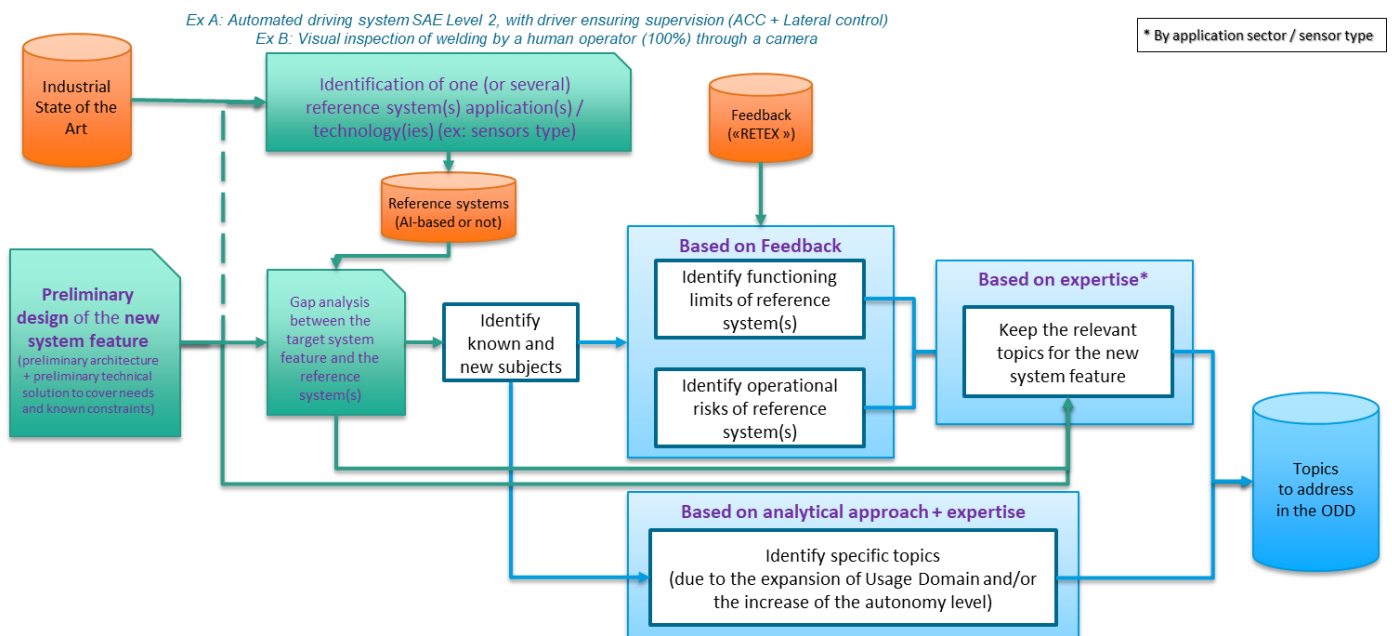 Ex A: Automated driving system SAE Level 2, with driver ensuring supervision (ACC + Lateral control)
Ex B: Visual inspection of welding by a human operator (100%) through a camera
* By application sector / sensor type
Industrial
State of the
Art
Identification of one (or several)
reference system(s) application(s) /
technology(ies) (ex: sensors type)
Feedback
(«RETEX »)
Reference systems
(AI-based or not)
Preliminary
design of the new
system feature
(preliminary architecture
+ preliminary technical
solution to cover needs
and known constraints)
Gap analysis
between the
target system
feature and the
reference
system(s)
Identify
known and
new subjects
Based on Feedback
Identify functioning
limits of reference
system(s)
Identify operational
risks of reference
system(s)
Based on expertise*
Keep the relevant
topics for the new
system feature
Based on analytical approach + expertise
Identify specific topics
(due to the expansion of Usage Domain and/or
the increase of the autonomy level)
Topics
to address
in the ODD